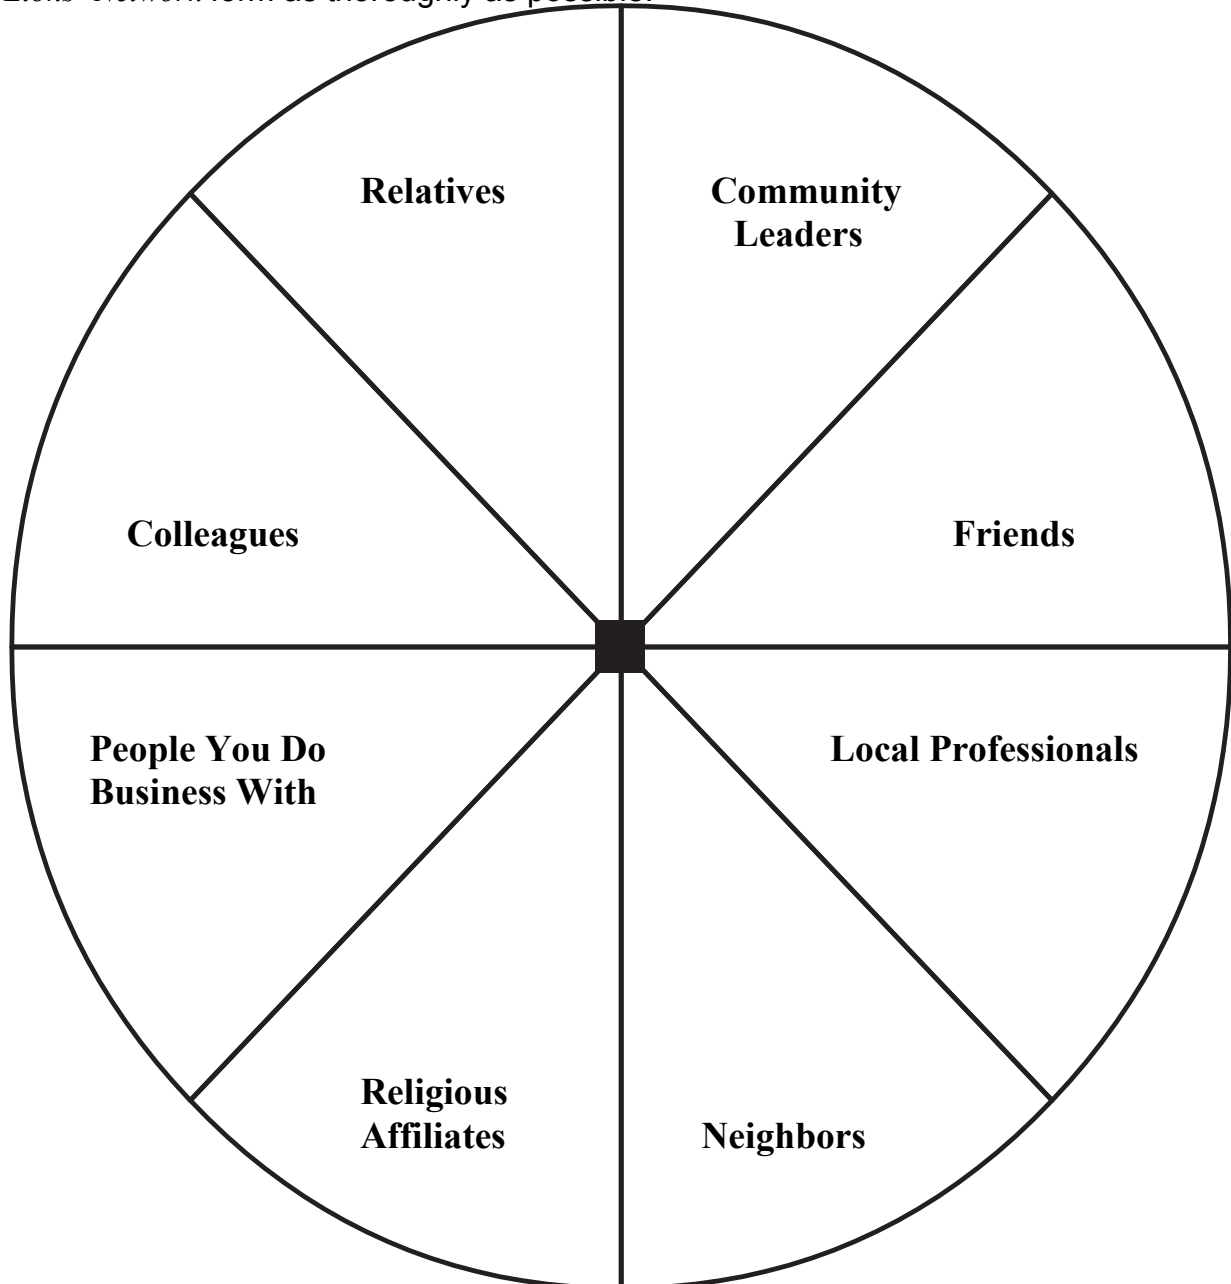 Network form as thoroughly as possible.
Relatives
Community
Leaders
Colleagues
Friends
People You Do
Business With
Local Professionals
Religious
Affiliates
Neighbors